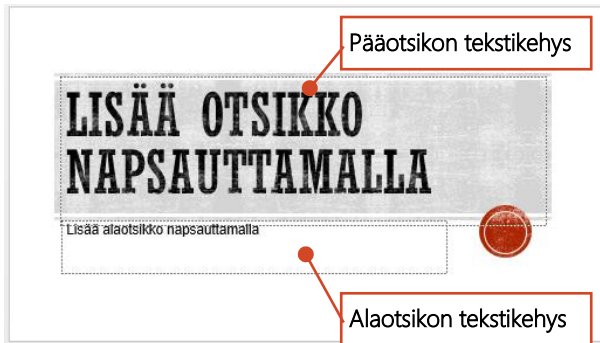 Pääotsikon tekstikehys
LISÄÄ OTSIKKO
NAPSAUTTAMALLA
Lisää alaotsikko napsauttamalla
Alaotsikon tekstikehys